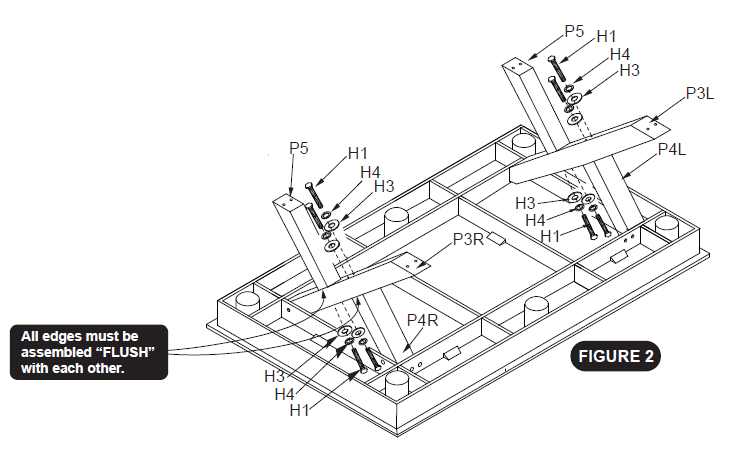 P5
H1
H4
H3
P3L
P4L
H3
H4
H1
P5
H1
H4
H3
P3R
P4R
All edges must be
assembled “FLUSH”
with each other.
H3
H4
H1
FIGURE 2